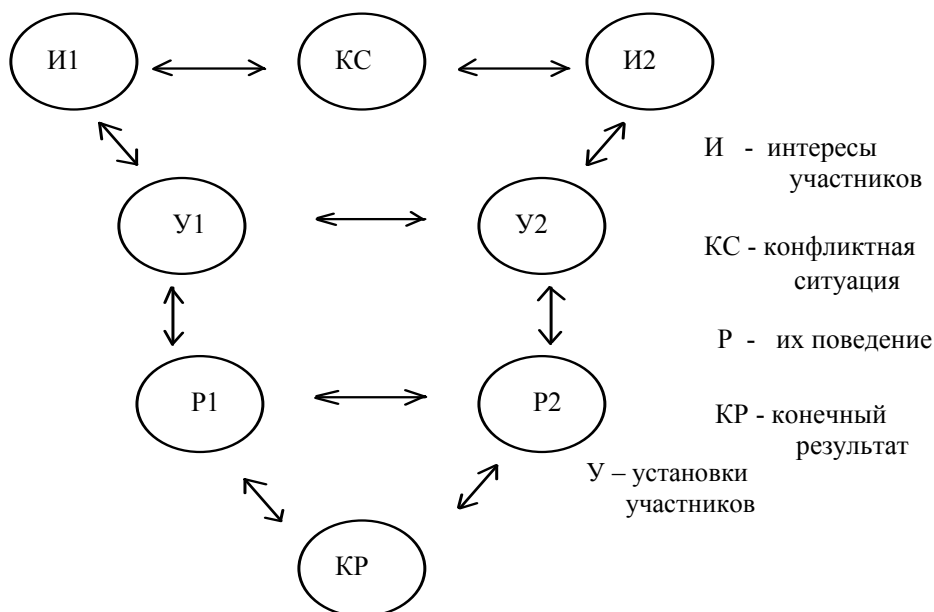 И1
КС
И2
И - интересы
участников
У1
У2
КС - конфликтная
ситуация
Р - их поведение
Р1
Р2
КР - конечный
результат
У – установки
участников
КР